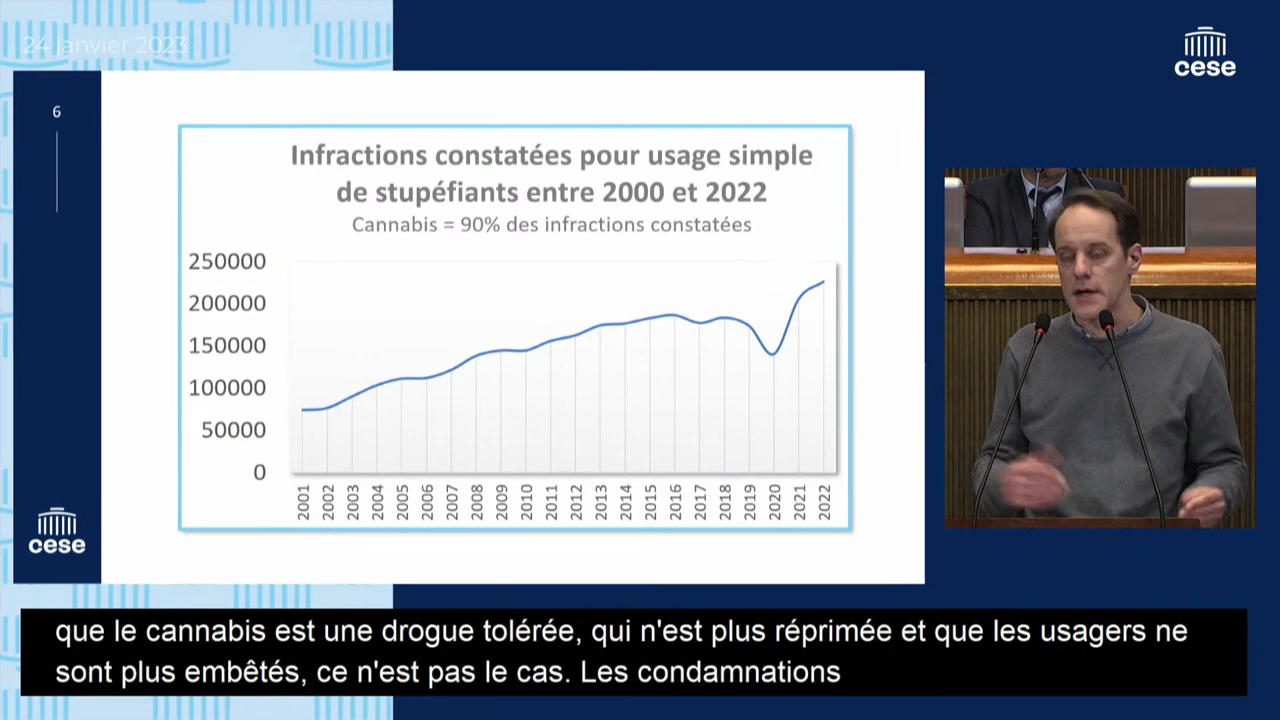 24 janvier 2023
cese
6
Infractions constatées pour usage simple
de stupéfiants entre 2000 et 2022
Cannabis = 90% des infractions constatées
250000
200000
150000
100000
50000
0
2001 2002 2003 2004 2005 2006 2007 2008 2009 2010 2011 2012 2013 2014 2015 2016 2017 2018 2019 2020 2021 2022
cese
que le cannabis est une drogue tolérée, qui n'est plus réprimée et que les usagers ne
sont plus embêtés, ce n'est pas le cas. Les condamnations